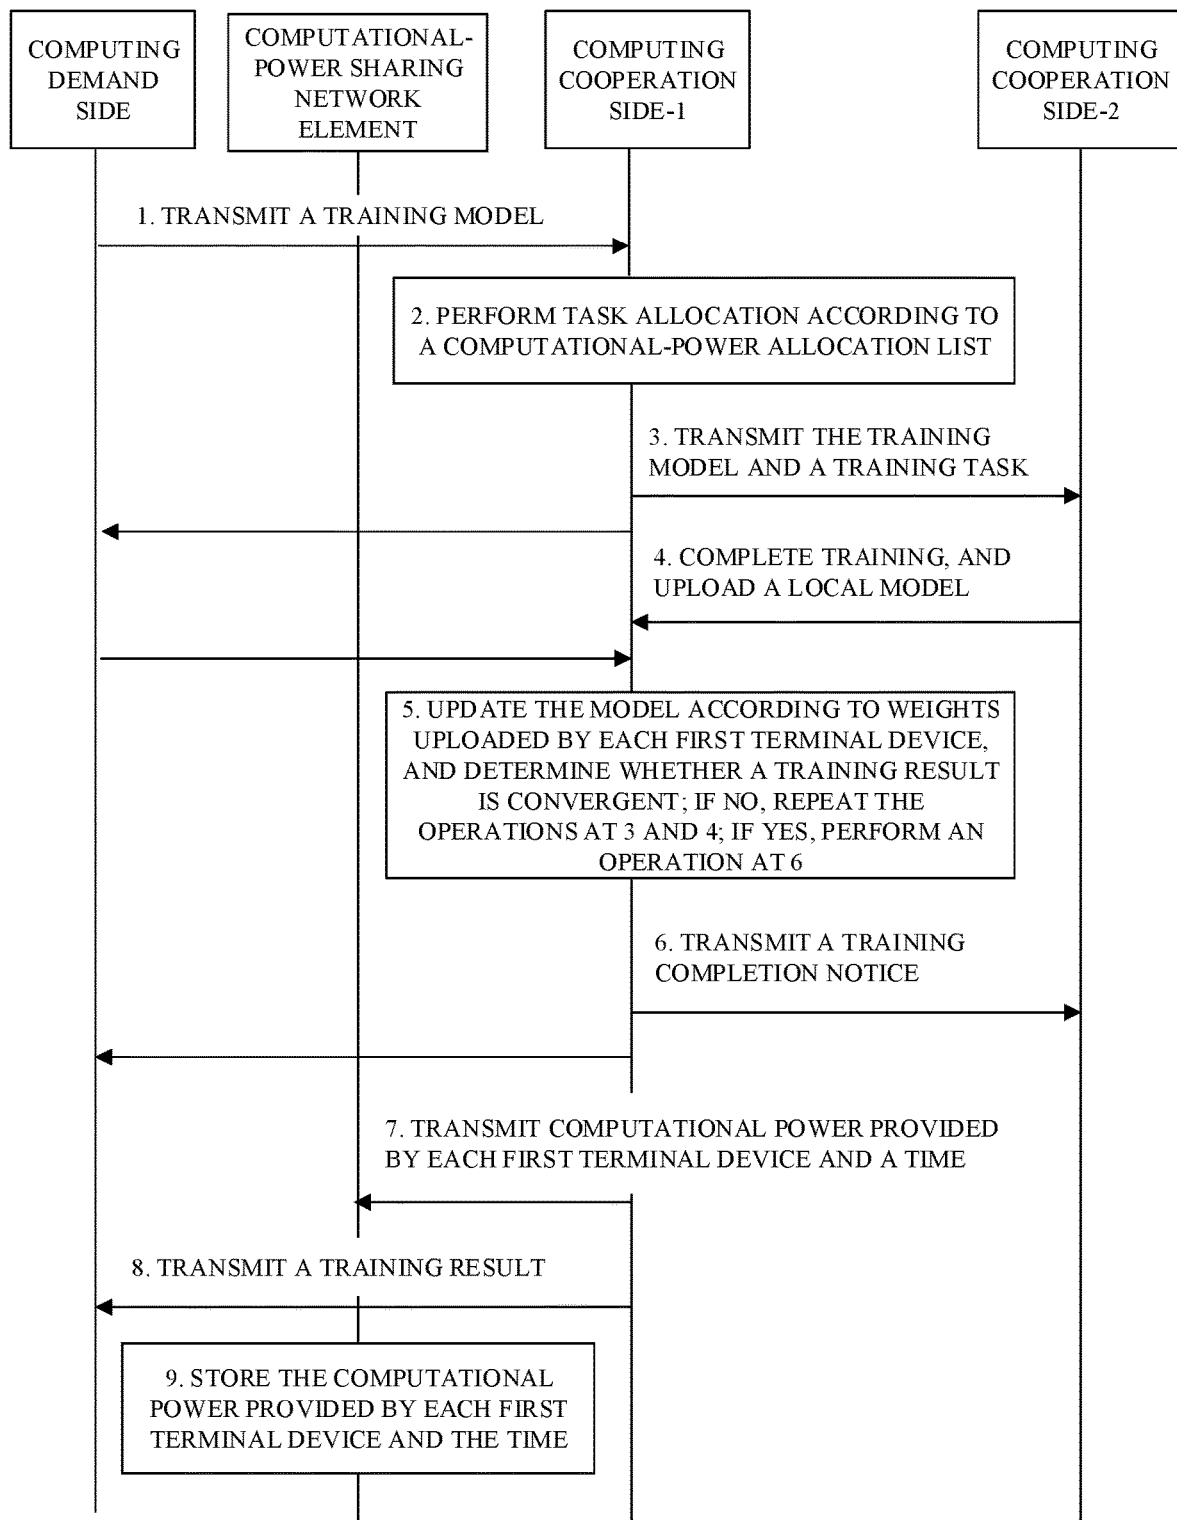 COMPUTING
DEMAND
SIDE
COMPUTATIONAL-
POWER SHARING
NETWORK
ELEMENT
COMPUTING
COOPERATION
SIDE-1
COMPUTING
COOPERATION
SIDE-2
1. TRANSMIT A TRAINING MODEL
2. PERFORM TASK ALLOCATION ACCORDING TO
A COMPUTATIONAL-POWER ALLOCATION LIST
3. TRANSMIT THE TRAINING
MODEL AND A TRAINING TASK
4. COMPLETE TRAINING, AND
UPLOAD A LOCAL MODEL
5. UPDATE THE MODEL ACCORDING TO WEIGHTS
UPLOADED BY EACH FIRST TERMINAL DEVICE,
AND DETERMINE WHETHER A TRAINING RESULT
IS CONVERGENT; IF NO, REPEAT THE
OPERATIONS AT 3 AND 4; IF YES, PERFORM AN
OPERATION AT 6
6. TRANSMIT A TRAINING
COMPLETION NOTICE
7. TRANSMIT COMPUTATIONAL POWER PROVIDED
BY EACH FIRST TERMINAL DEVICE AND A TIME
8. TRANSMIT A TRAINING RESULT
9. STORE THE COMPUTATIONAL
POWER PROVIDED BY EACH FIRST
TERMINAL DEVICE AND THE TIME